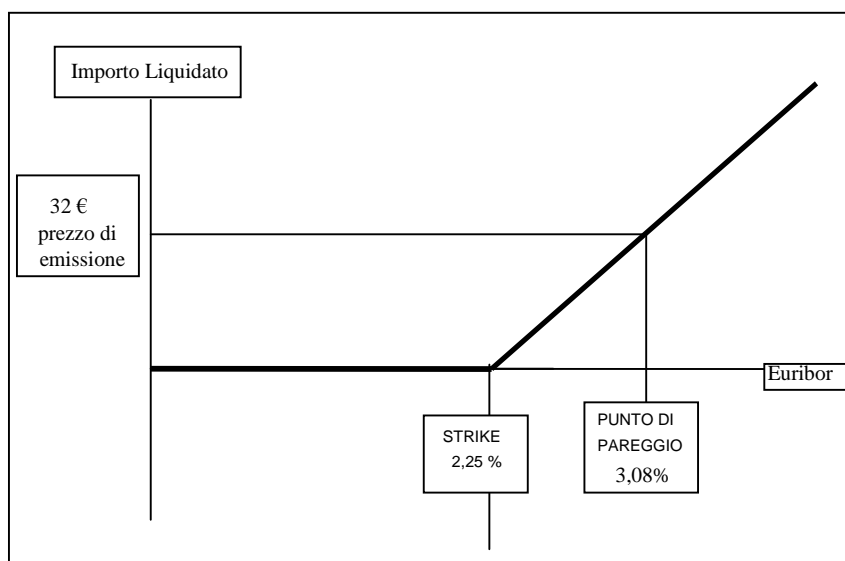 Importo Liquidato
32 €
prezzo di
emissione
Euribor
STRIKE
2,25 %
PUNTO DI
PAREGGIO
3,08%